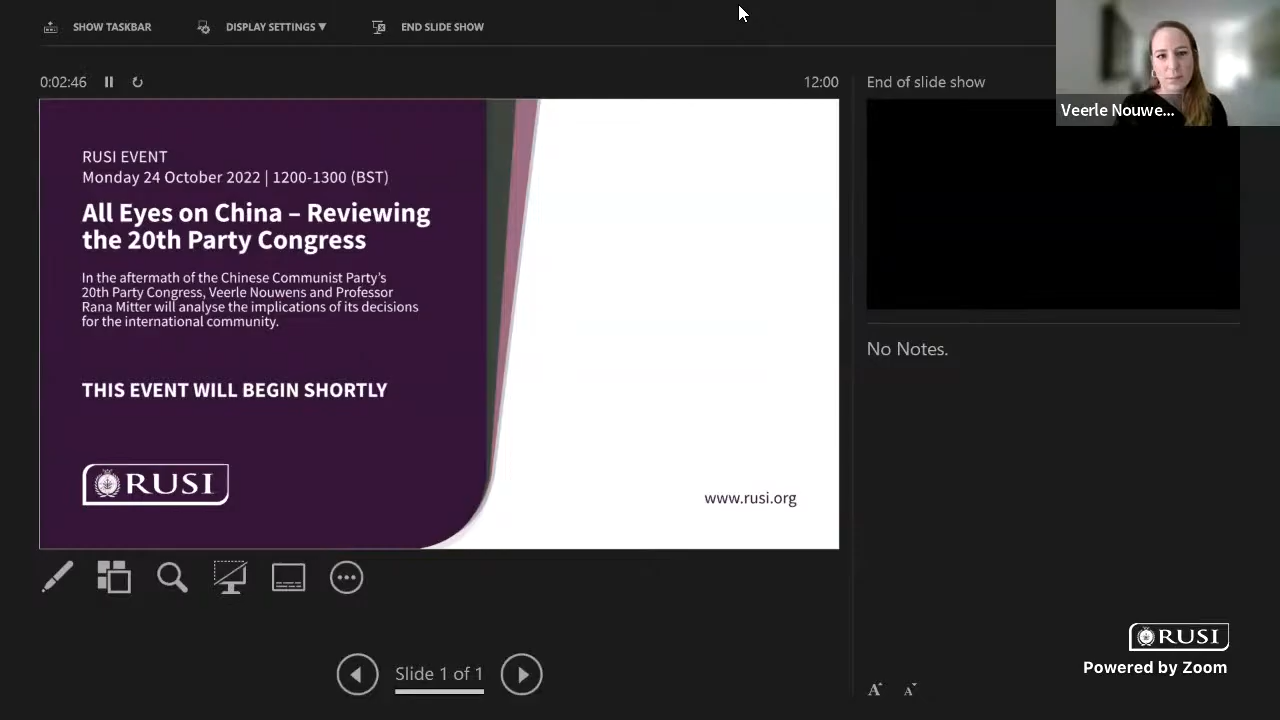 SHOW TASKBAR
DISPLAY SETTINGS ▼
END SLIDE SHOW
0:02:46
12:00
End of slide show
Veerle Nouwe...
RUSI EVENT
Monday 24 October 2022 | 1200-1300 (BST)
All Eyes on China – Reviewing
the 20th Party Congress
In the aftermath of the Chinese Communist Party's
20th Party Congress, Veerle Nouwens and Professor
Rana Mitter will analyse the implications of its decisions
for the international community.
THIS EVENT WILL BEGIN SHORTLY
RUSI
www.rusi.org
No Notes.
Slide 1 of 1
RUSI
Powered by Zoom
A A